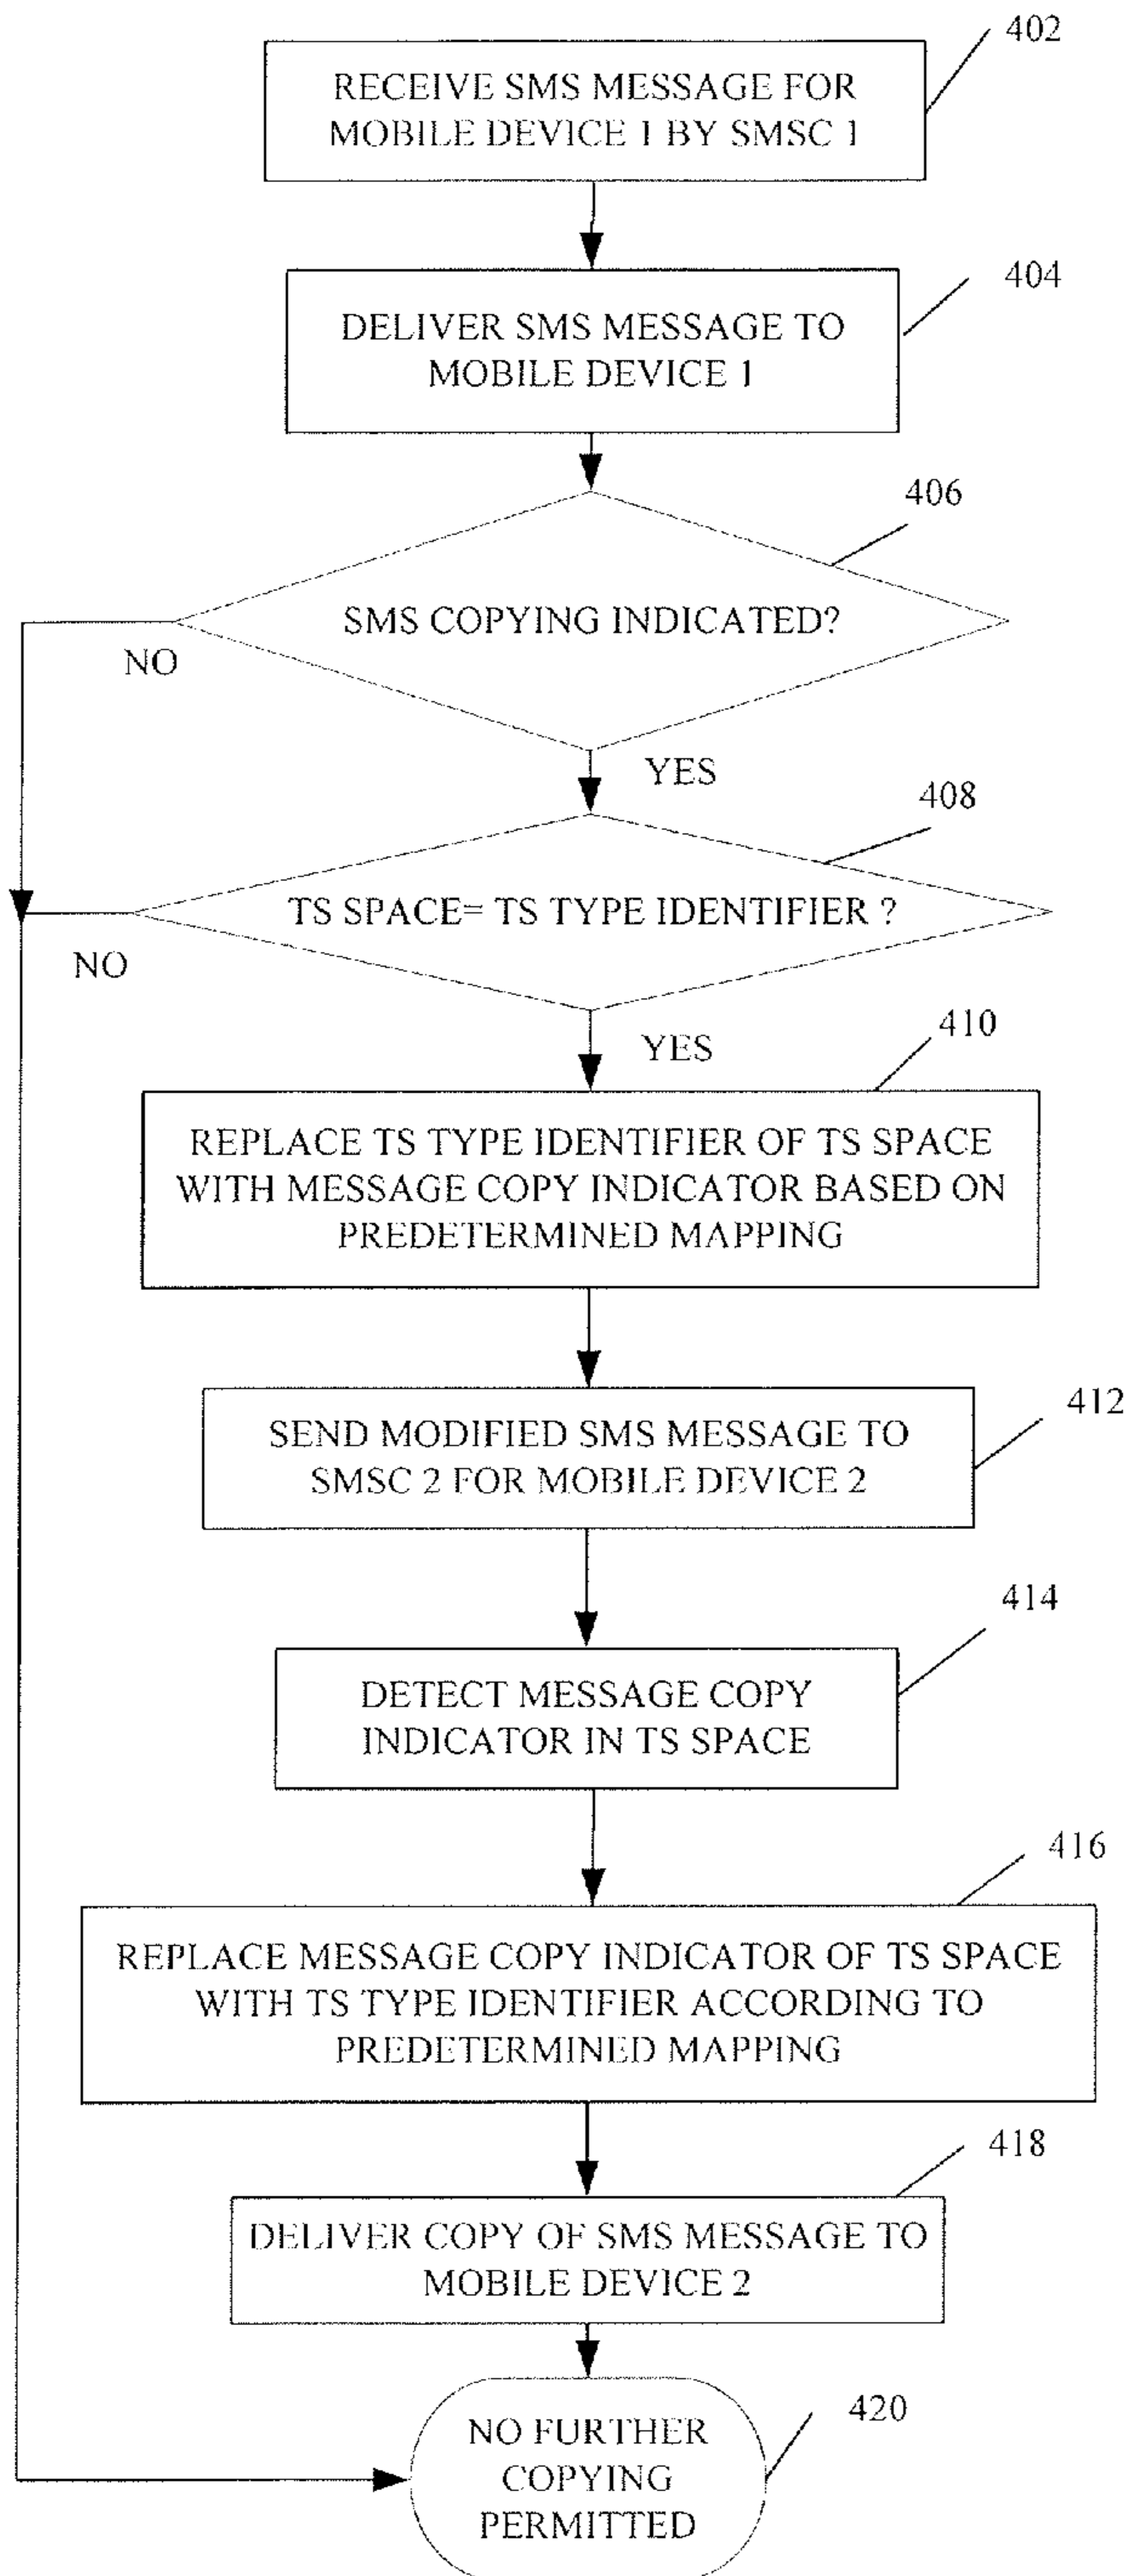 402
RECEIVE SMS MESSAGE FOR
MOBILE DEVICE 1 BY SMSC 1
404
DELIVER SMS MESSAGE TO
MOBILE DEVICE 1
406
SMS COPYING INDICATED?
NO
YES
408
TS SPACE= TS TYPE IDENTIFIER ?
NO
YES
410
REPLACE TS TYPE IDENTIFIER OF TS SPACE
WITH MESSAGE COPY INDICATOR BASED ON
PREDETERMINED MAPPING
412
SEND MODIFIED SMS MESSAGE TO
SMSC 2 FOR MOBILE DEVICE 2
414
DETECT MESSAGE COPY
INDICATOR IN TS SPACE
416
REPLACE MESSAGE COPY INDICATOR OF TS SPACE
WITH TS TYPE IDENTIFIER ACCORDING TO
PREDETERMINED MAPPING
418
DELIVER COPY OF SMS MESSAGE TO
MOBILE DEVICE 2
420
NO FURTHER
COPYING
PERMITTED